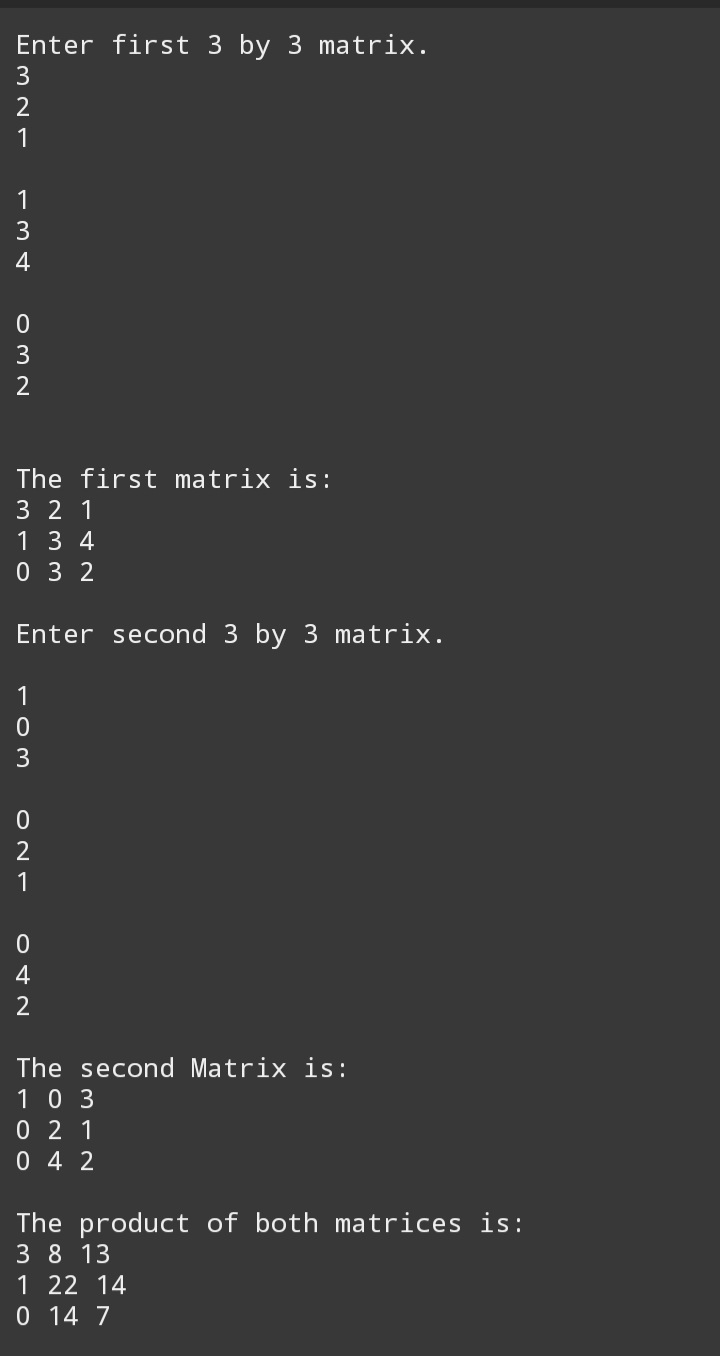 Enter first 3 by 3 matrix.
3
2
1
1
3
4
0
3
2
The first matrix is:
3 2 1
1 3 4
0 3 2
Enter second 3 by 3 matrix.
1
0
3
0
2
1
0
4
2
The second Matrix is:
1 0 3
0 2 1
0 4 2
The product of both matrices is:
3 8 13
1 22 14
0 14 7